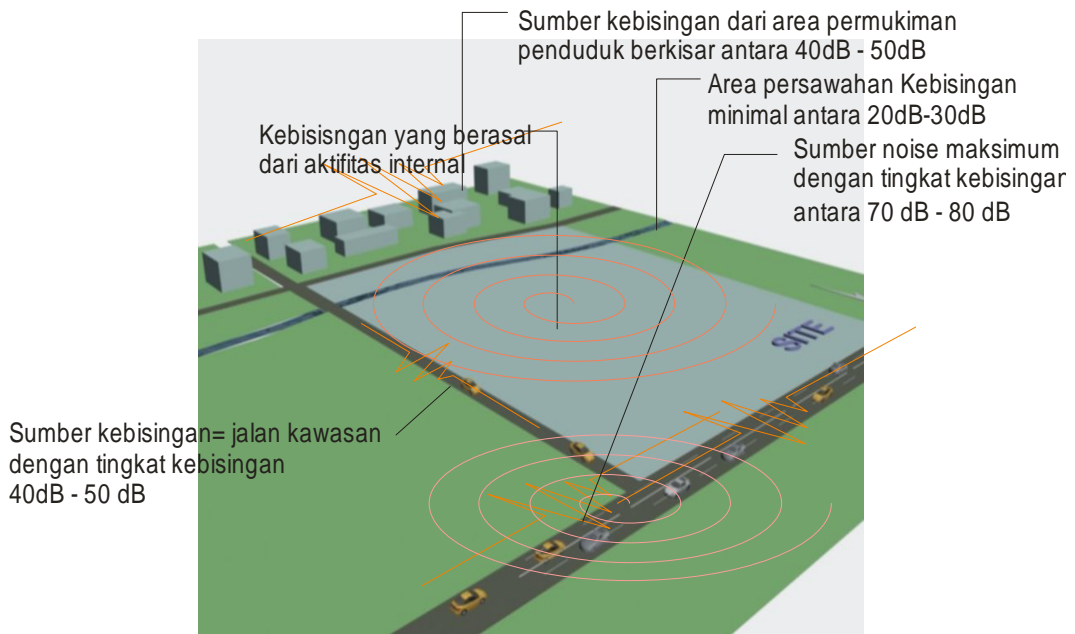 Sumber kebisingan dari area permukiman
penduduk berkisar antara 40dB - 50dB
Area persawahan Kebisingan
minimal antara 20dB-30dB
Kebisisngan yang berasal
dari aktifitas internal
Sumber noise maksimum
dengan tingkat kebisingan
antara 70 dB - 80 dB
SITE
Sumber kebisingan= jalan kawasan
dengan tingkat kebisingan
40dB - 50 dB